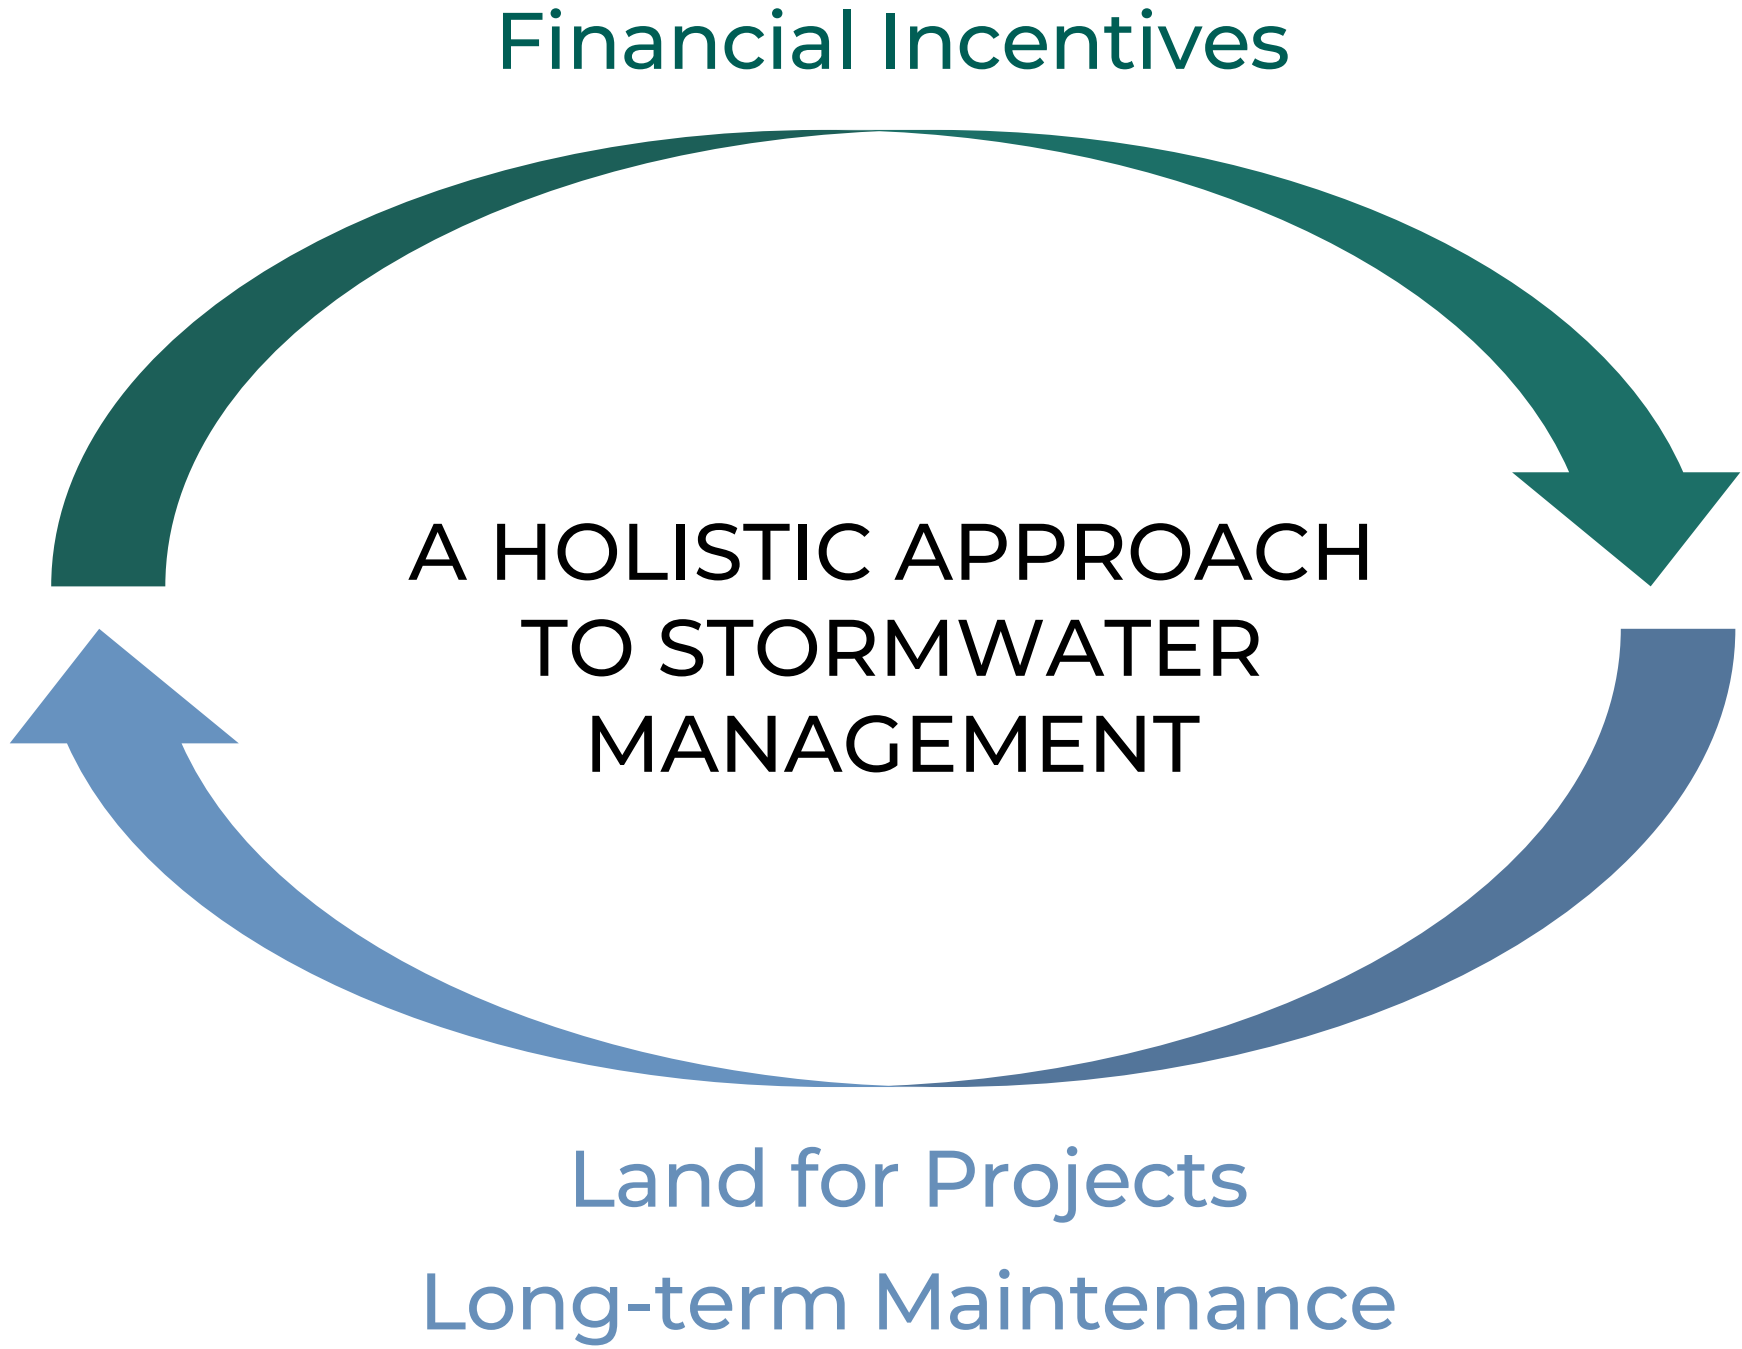 Financial Incentives
A HOLISTIC APPROACH
TO STORMWATER
MANAGEMENT
Land for Projects
Long-term Maintenance